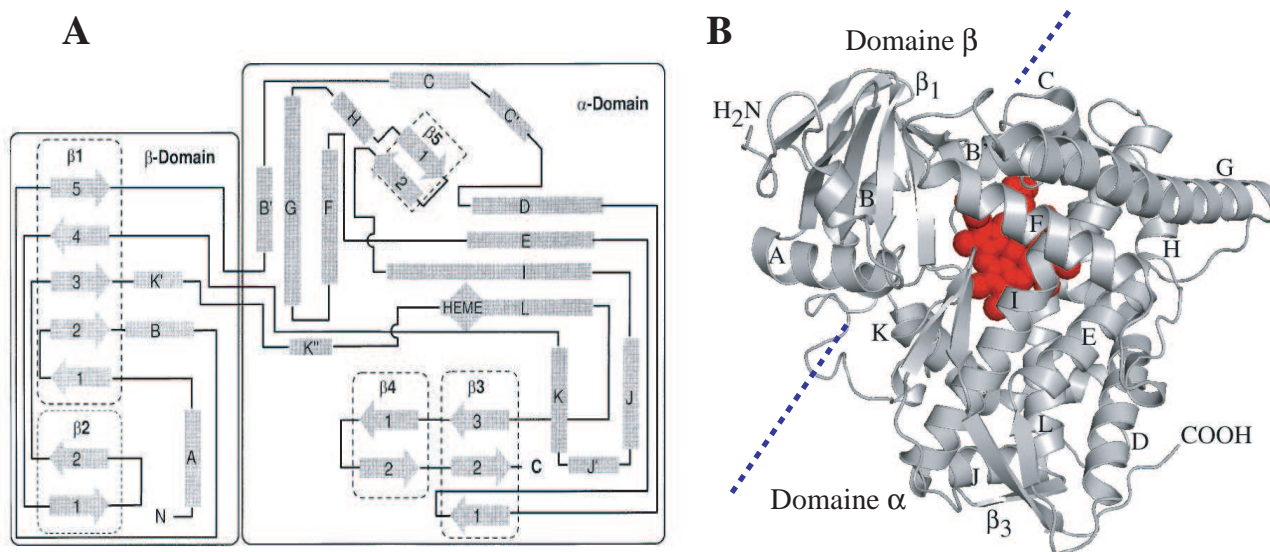 A
β-Domain
β1
5
4
3
K'
2
B
1
β2
2
1
A
N
α-Domain
C
C'
H
β5
1
2
B'
G
F
D
E
I
HEME
L
K''
K
J
J'
β4
1
2
β3
3
2
1
C
B
Domaine β
β1
C
H2N
B'
G
B
F
A
H
I
K
E
L
D
COOH
J
Domaine α
β3